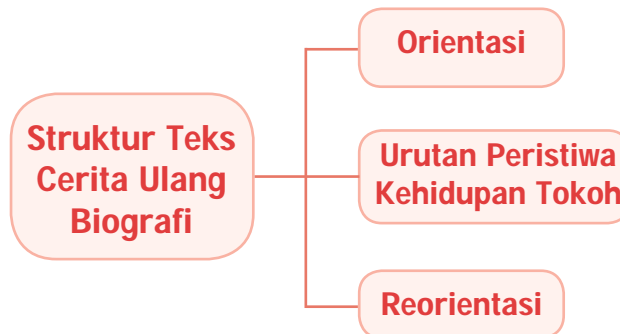 Struktur Teks
Cerita Ulang
Biografi
Orientasi
Urutan Peristiwa
Kehidupan Tokoh
Reorientasi